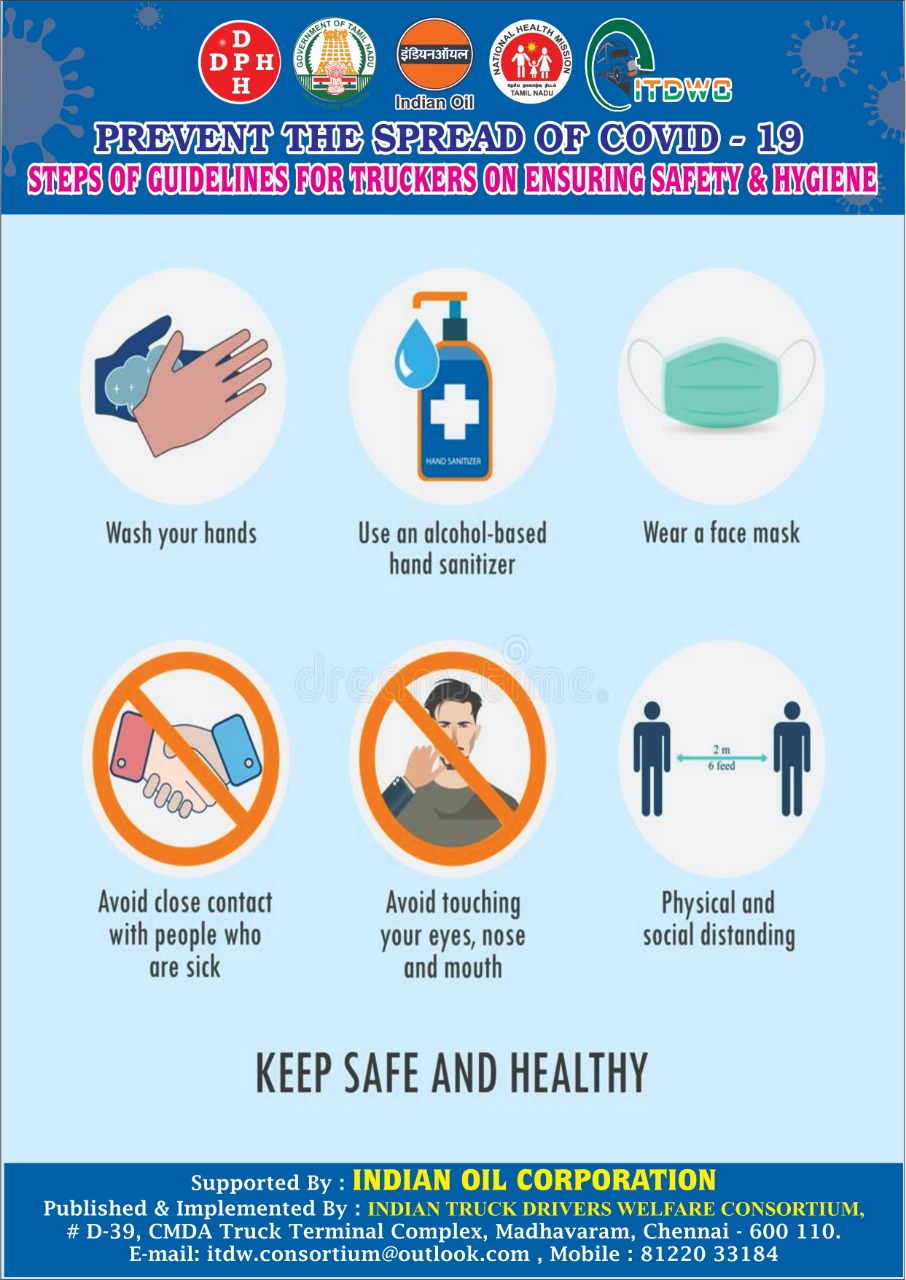 D
D P H
H
GOVERNMENT OF TAMIL NADU
इंडियनऑयल
Indian Oil
NATIONAL HEALTH MISSION
தேசிய நலவாழ்வு குழுமம்
TAMIL NADU
ITDWC
PREVENT THE SPREAD OF COVID - 19
STEPS OF GUIDELINES FOR TRUCKERS ON ENSURING SAFETY & HYGIENE
HAND SANITIZER
Wash your hands
Use an alcohol-based
hand sanitizer
Wear a face mask
dreamstime.
2 m
6 feed
Avoid close contact
with people who
are sick
Avoid touching
your eyes, nose
and mouth
Physical and
social distanding
KEEP SAFE AND HEALTHY
Supported By : INDIAN OIL CORPORATION
Published & Implemented By : INDIAN TRUCK DRIVERS WELFARE CONSORTIUM,
# D-39, CMDA Truck Terminal Complex, Madhavaram, Chennai - 600 110.
E-mail: itdw.consortium@outlook.com , Mobile : 81220 33184